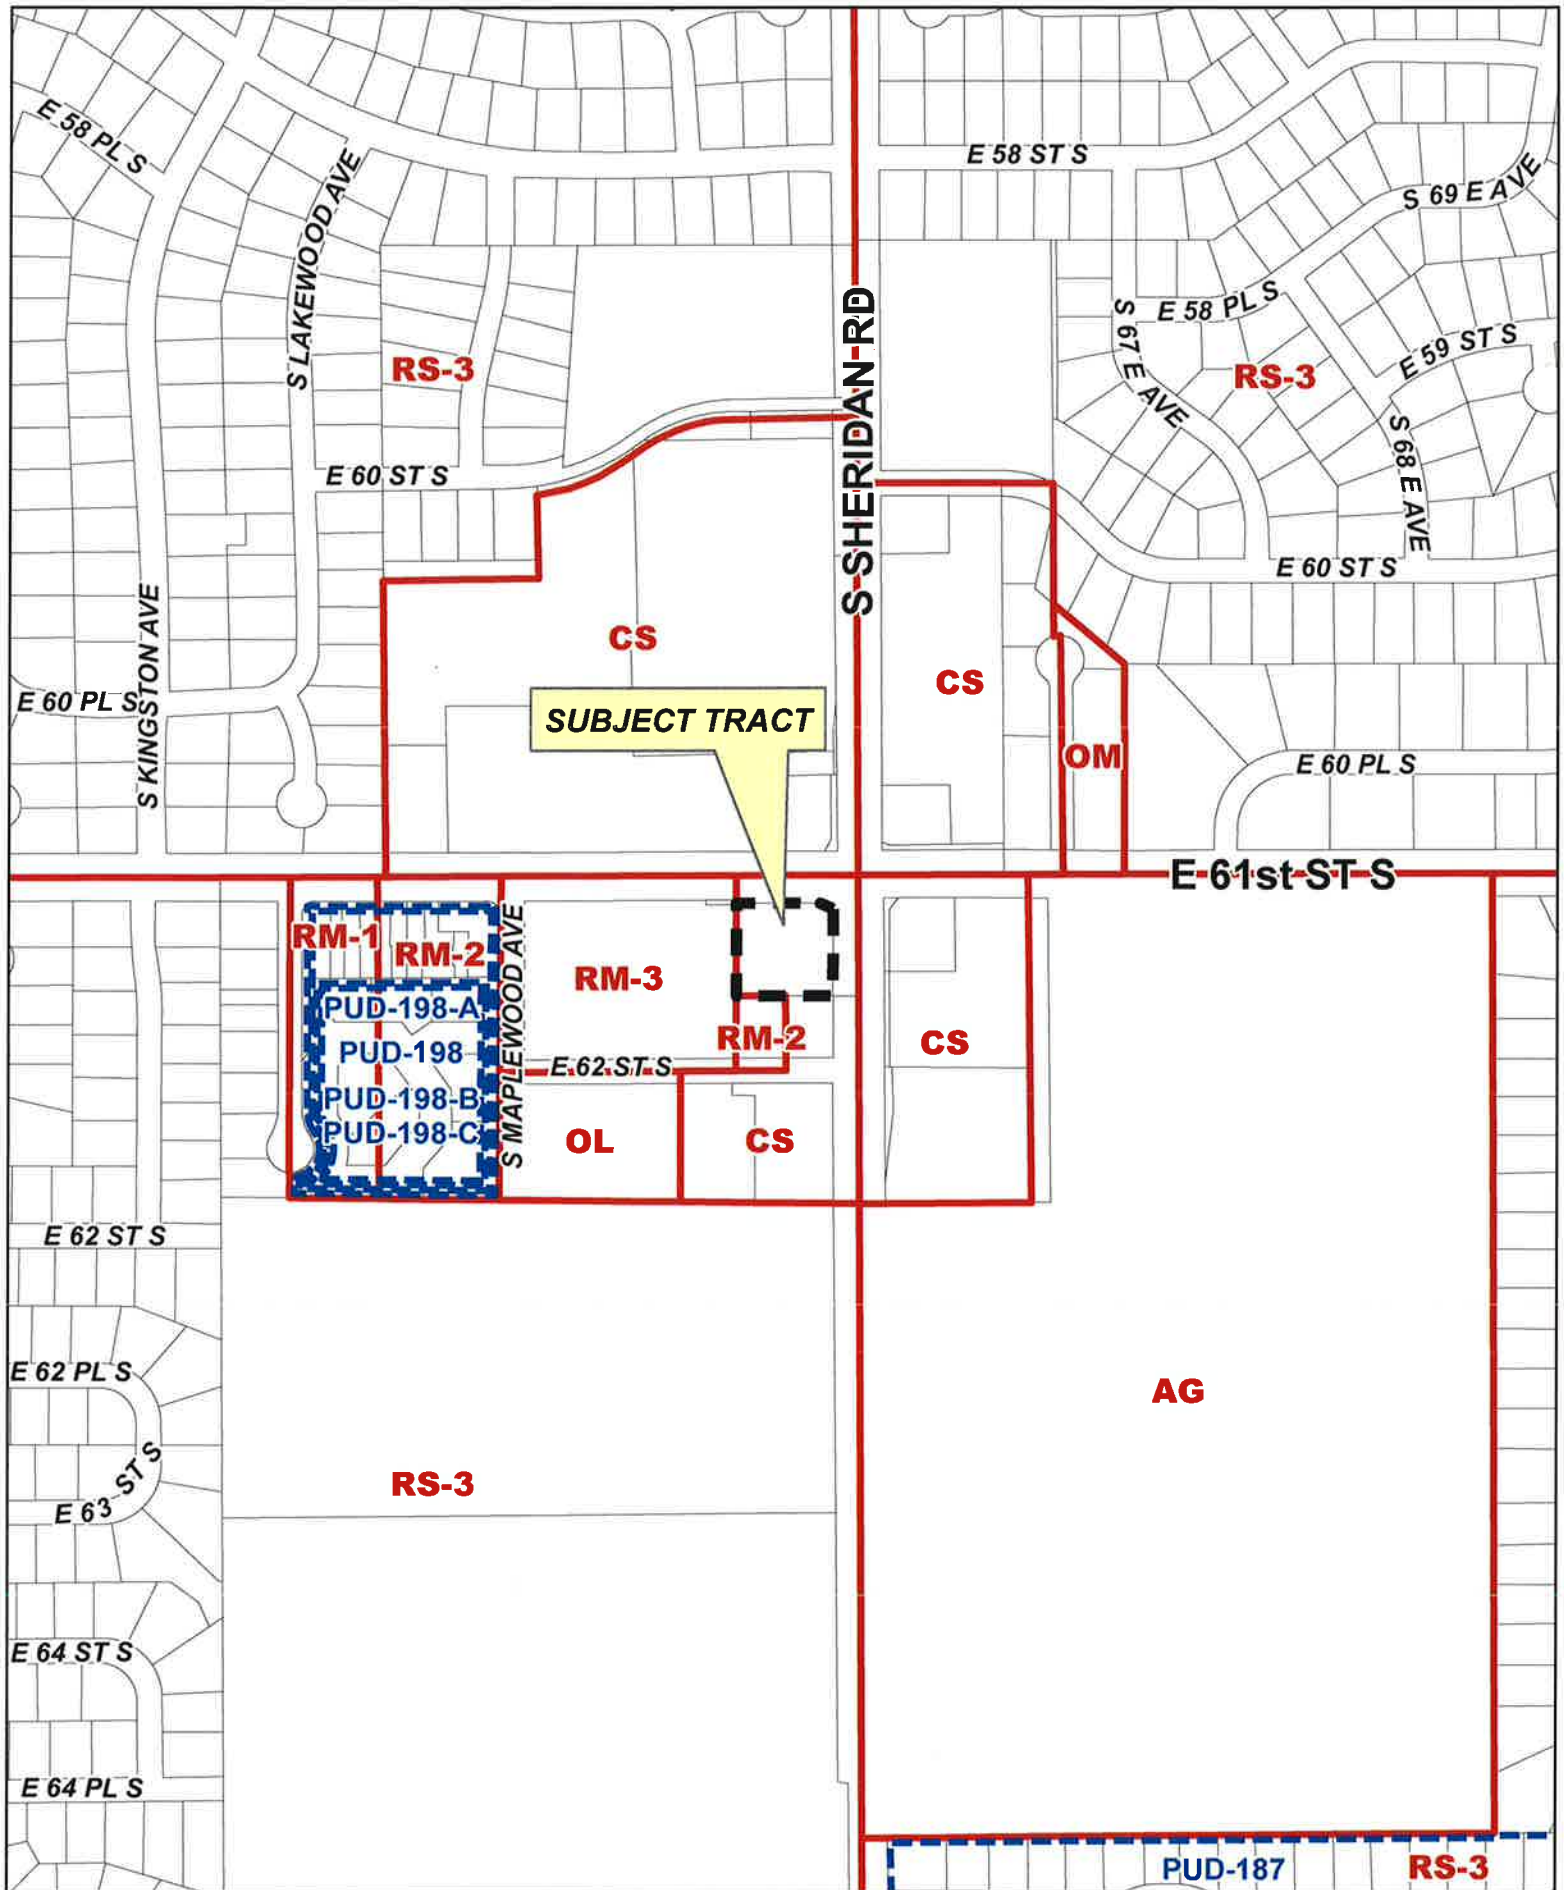 E 58 PL S
S LAKEWOOD AVE
E 58 ST S
S 69 E AVE
S SHERIDAN RD
E 58 PL S
S 67 E AVE
E 59 ST S
RS-3
RS-3
S 68 E AVE
E 60 ST S
E 60 ST S
S KINGSTON AVE
CS
CS
E 60 PL S
SUBJECT TRACT
OM
E 60 PL S
E 61st ST S
RM-1
RM-2
S MAPLEWOOD AVE
RM-3
PUD-198-A
RM-2
CS
PUD-198
E 62 ST S
PUD-198-B
PUD-198-C
OL
CS
E 62 ST S
E 62 PL S
AG
E 63 ST S
RS-3
E 64 ST S
E 64 PL S
PUD-187
RS-3